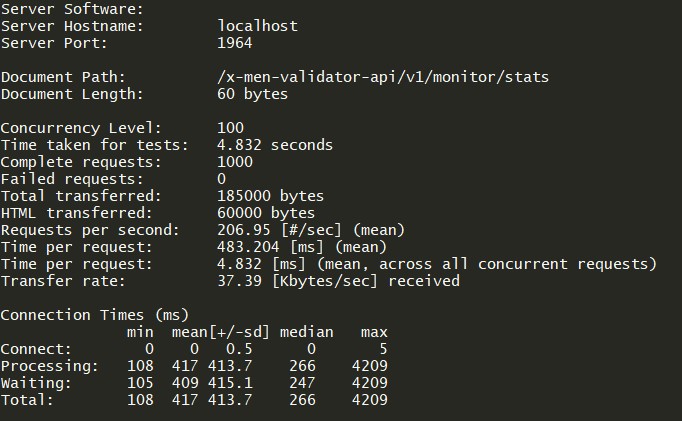 Server Software:
Server Hostname:        localhost
Server Port:            1964

Document Path:          /x-men-validator-api/v1/monitor/stats
Document Length:        60 bytes

Concurrency Level:      100
Time taken for tests:   4.832 seconds
Complete requests:      1000
Failed requests:        0
Total transferred:      185000 bytes
HTML transferred:       60000 bytes
Requests per second:    206.95 [#/sec] (mean)
Time per request:       483.204 [ms] (mean)
Time per request:       4.832 [ms] (mean, across all concurrent requests)
Transfer rate:          37.39 [Kbytes/sec] received

Connection Times (ms)
              min  mean[+/-sd] median   max
Connect:        0    0   0.5      0       5
Processing:   108  417 413.7    266    4209
Waiting:      105  409 415.1    247    4209
Total:        108  417 413.7    266    4209